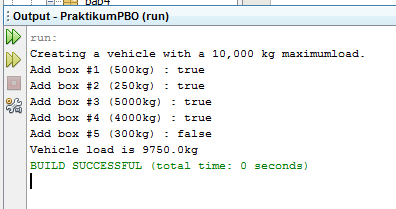 bab4
Output - PraktikumPBO (run)
run:
Creating a vehicle with a 10,000 kg maximumload.
Add box #1 (500kg) : true
Add box #2 (250kg) : true
Add box #3 (5000kg) : true
Add box #4 (4000kg) : true
Add box #5 (300kg) : false
Vehicle load is 9750.0kg
BUILD SUCCESSFUL (total time: 0 seconds)